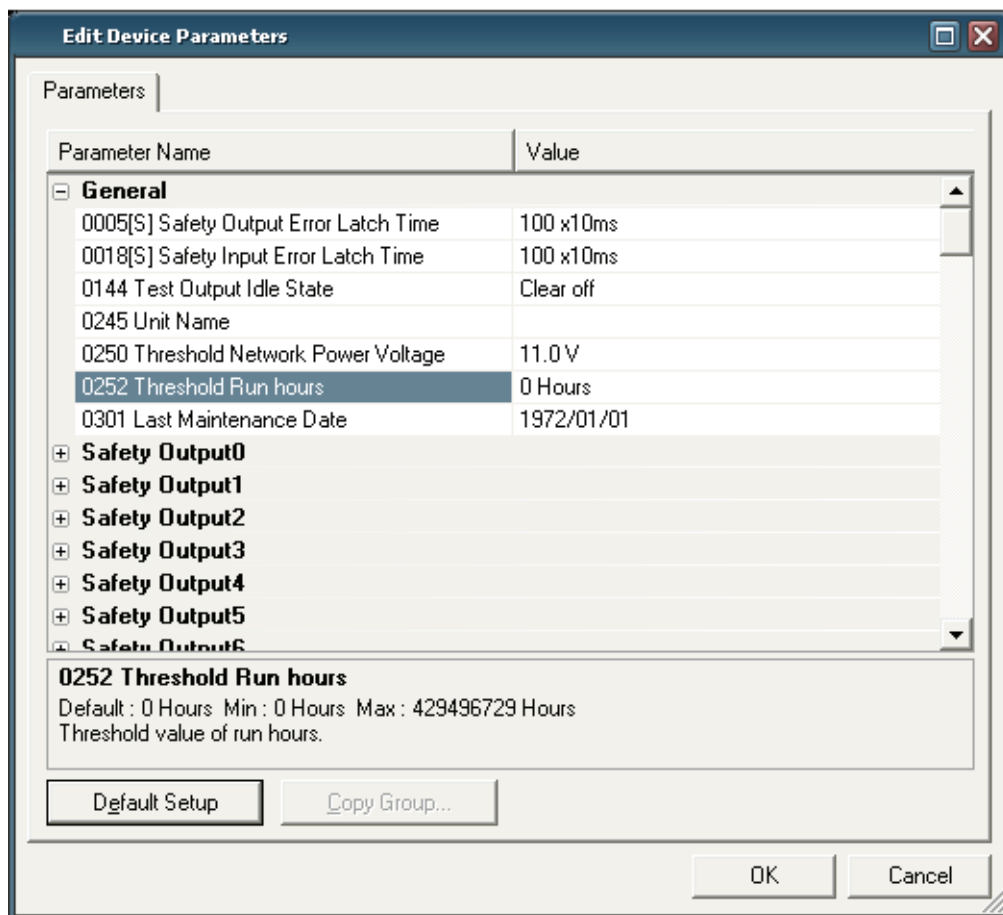 Edit Device Parameters
Parameters
Parameter Name Value
General
0005[S] Safety Output Error Latch Time 100 x10ms
0018[S] Safety Input Error Latch Time 100 x10ms
0144 Test Output Idle State Clear off
0245 Unit Name
0250 Threshold Network Power Voltage 11.0 V
0252 Threshold Run hours 0 Hours
0301 Last Maintenance Date 1972/01/01
Safety Output0
Safety Output1
Safety Output2
Safety Output3
Safety Output4
Safety Output5
Safety Output6
0252 Threshold Run hours
Default : 0 Hours Min : 0 Hours Max : 429496729 Hours
Threshold value of run hours.
Default Setup Copy Group...
OK Cancel